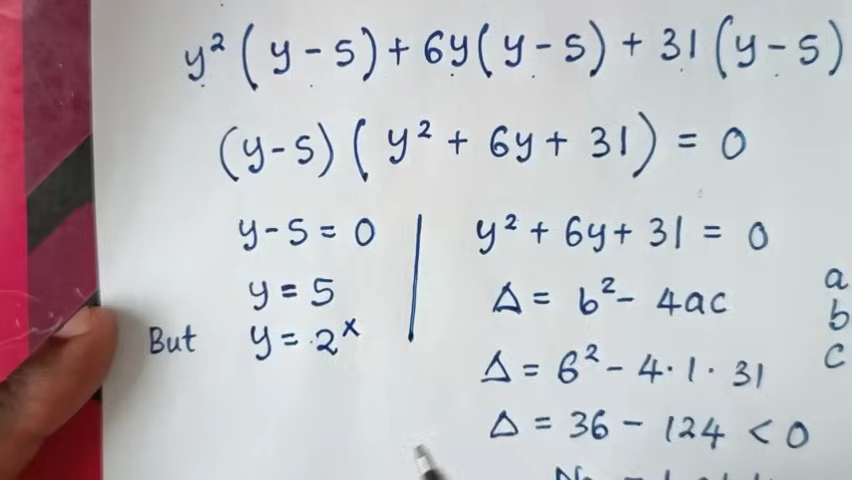 y² (y - 5) + 6y (y - 5) + 31 (y - 5)
(y - 5) (y² + 6y + 31) = 0
y - 5 = 0
y = 5
But y = 2ˣ
y² + 6y + 31 = 0
Δ = b² - 4ac
Δ = 6² - 4 · 1 · 31
Δ = 36 - 124 < 0
a
b
c